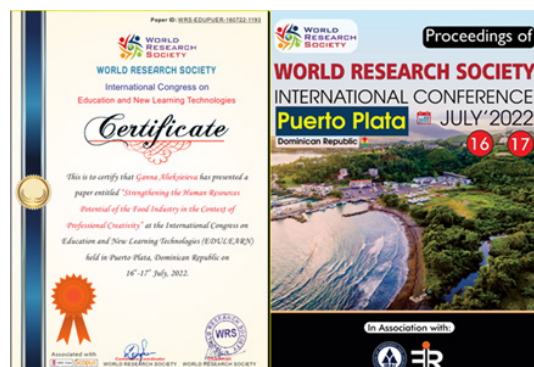 Paper ID: WRS-EDUPUER-160722-1193
WORLD
RESEARCH
SOCIETY
WORLD RESEARCH SOCIETY
International Congress on
Education and New Learning Technologies
Certificate
This is to certify that Ganna Alieksieieva has presented a
paper entitled "Strengthening the Human Resources
Potential of the Food Industry in the Context of
Professional Creativity" at the International Congress on
Education and New Learning Technologies (EDULEARN)
held in Puerto Plata, Dominican Republic on
16th-17th July, 2022.
WRS
Associated with
Scopus
WORLD RESEARCH SOCIETY
WORLD RESEARCH SOCIETY
WORLD
RESEARCH
SOCIETY
Proceedings of
WORLD RESEARCH SOCIETY
INTERNATIONAL CONFERENCE
Puerto Plata JULY'2022
Dominican Republic 16 17
In Association with: